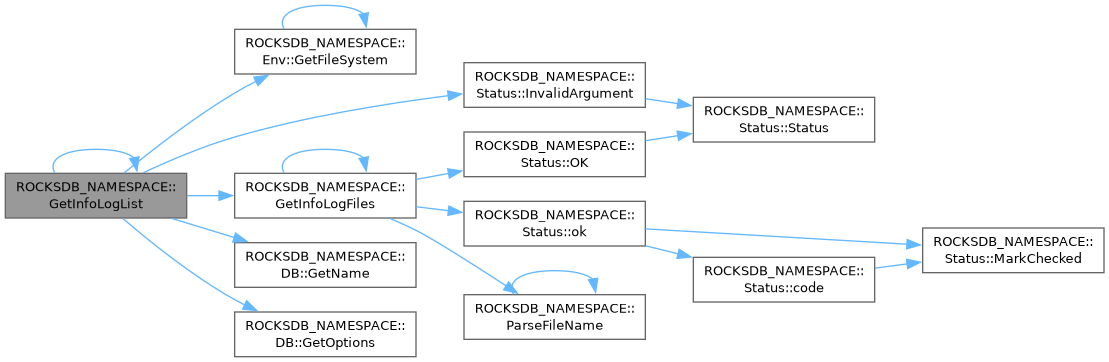 ROCKSDB_NAMESPACE::
GetInfoLogList
ROCKSDB_NAMESPACE::
Env::GetFileSystem
ROCKSDB_NAMESPACE::
Status::InvalidArgument
ROCKSDB_NAMESPACE::
GetInfoLogFiles
ROCKSDB_NAMESPACE::
DB::GetName
ROCKSDB_NAMESPACE::
DB::GetOptions
ROCKSDB_NAMESPACE::
Status::Status
ROCKSDB_NAMESPACE::
Status::OK
ROCKSDB_NAMESPACE::
Status::ok
ROCKSDB_NAMESPACE::
ParseFileName
ROCKSDB_NAMESPACE::
Status::code
ROCKSDB_NAMESPACE::
Status::MarkChecked